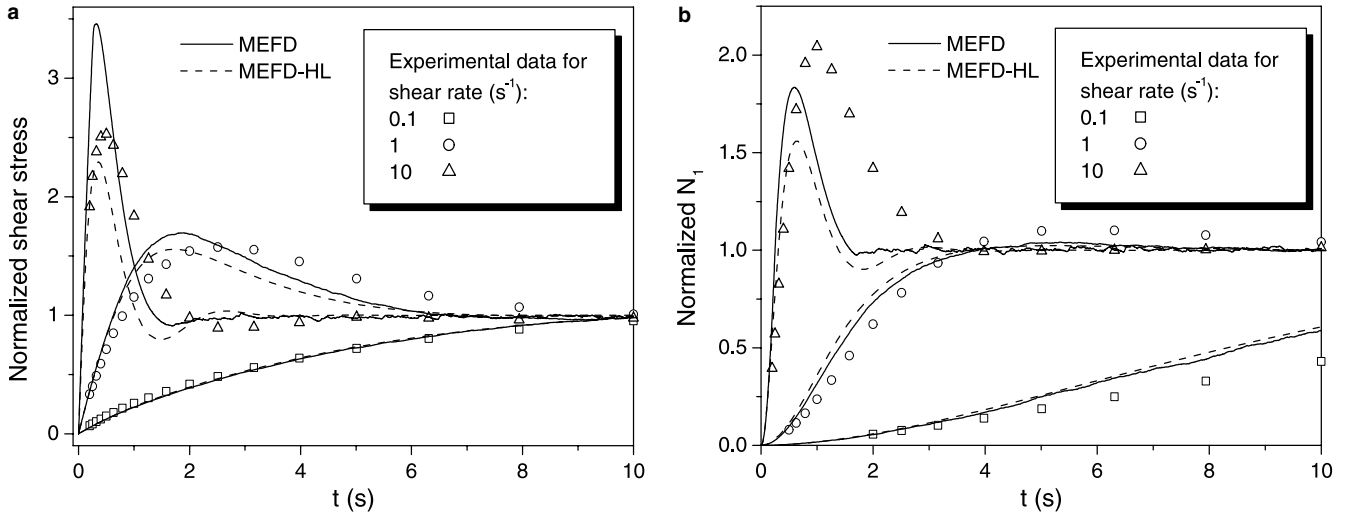 a
MEFD
MEFD-HL
Experimental data for
shear rate (s-1):
0.1
1
10
Normalized shear stress
3
2
1
0
0 2 4 6 8 10
t (s)
b
MEFD
MEFD-HL
Experimental data for
shear rate (s-1):
0.1
1
10
Normalized N1
2.0
1.5
1.0
0.5
0.0
0 2 4 6 8 10
t (s)